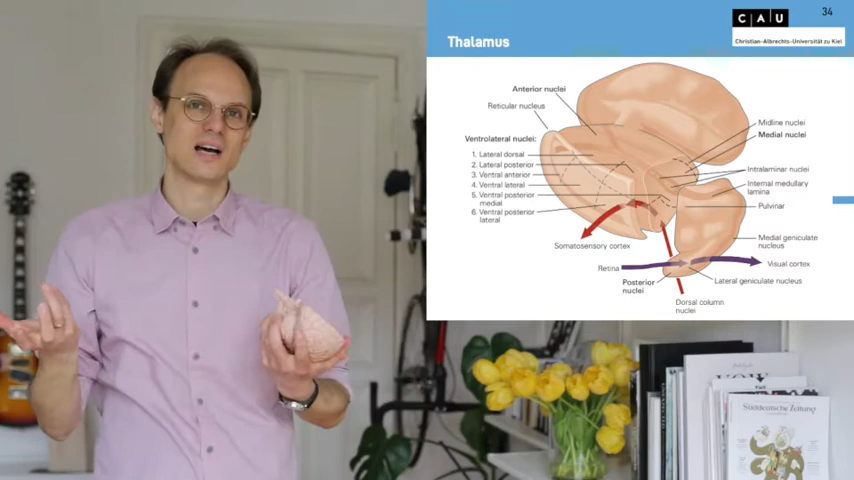 34
CAU
Christian-Albrechts-Universität zu Kiel
Thalamus
Anterior nuclei
Reticular nucleus
Ventrolateral nuclei:
1. Lateral dorsal
2. Lateral posterior
3. Ventral anterior
4. Ventral lateral
5. Ventral posterior
medial
6. Ventral posterior
lateral
Somatosensory cortex
Retina
Posterior
nuclei
Midline nuclei
Medial nuclei
Intralaminar nuclei
Internal medullary
lamina
Pulvinar
Medial geniculate
nucleus
Visual cortex
Lateral geniculate nucleus
Dorsal column
nuclei
THE
Süddeutsche Zeitung